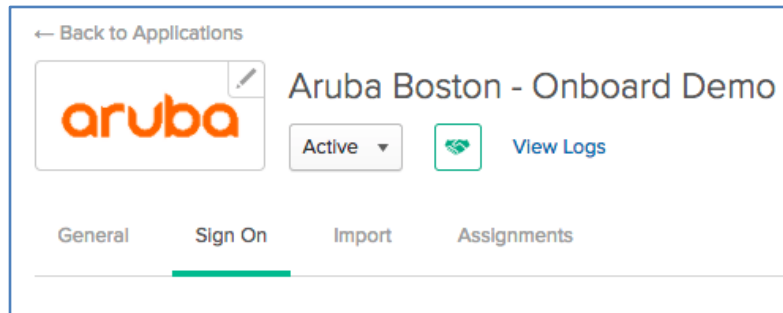 ← Back to Applications
aruba
Aruba Boston - Onboard Demo
Active
View Logs
General
Sign On
Import
Assignments